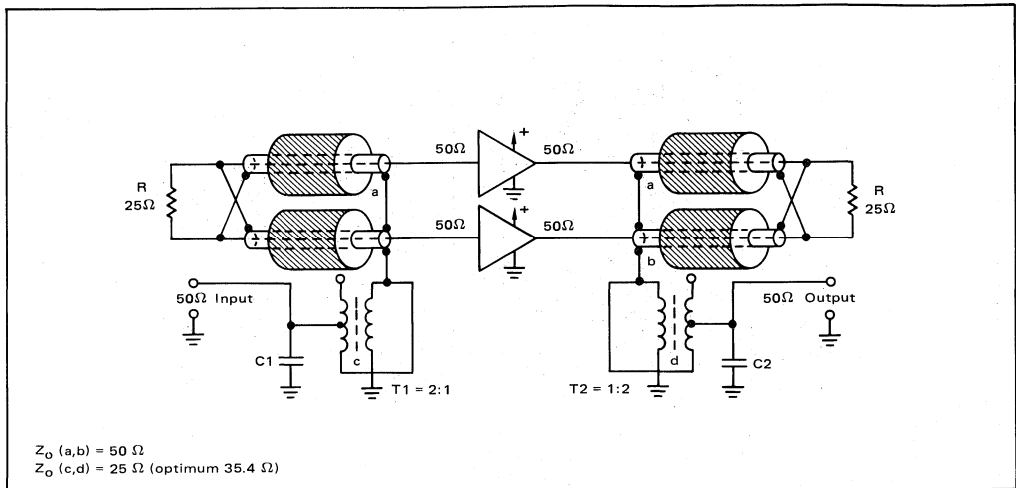 + +
50Ω 50Ω
a a
R
25Ω
R
25Ω
+ +
50Ω + 50Ω
b
50Ω Input
50Ω Output
C1
c
T1 = 2:1
T2 = 1:2
d
C2
Zo (a,b) = 50 Ω
Zo (c,d) = 25 Ω (optimum 35.4 Ω)